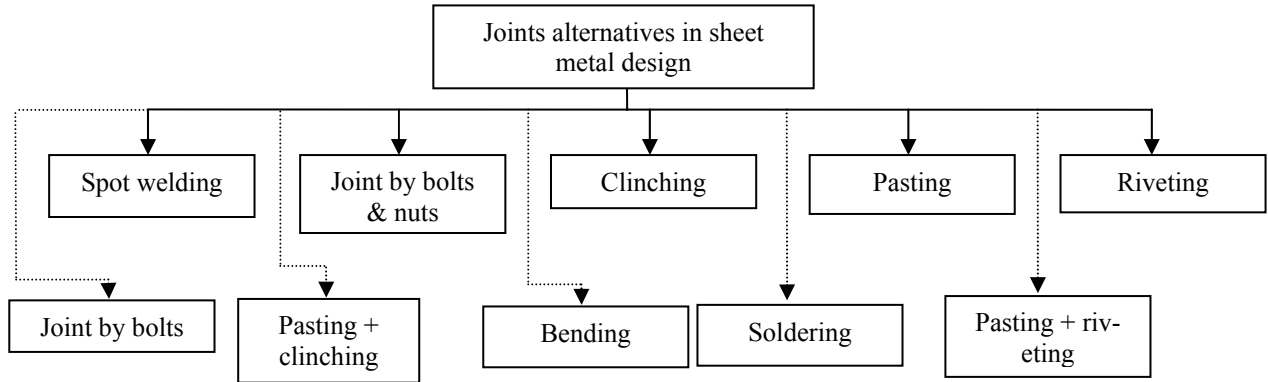 Joints alternatives in sheet
metal design
Spot welding
Joint by bolts
& nuts
Clinching
Pasting
Riveting
Joint by bolts
Pasting +
clinching
Bending
Soldering
Pasting + riv-
eting